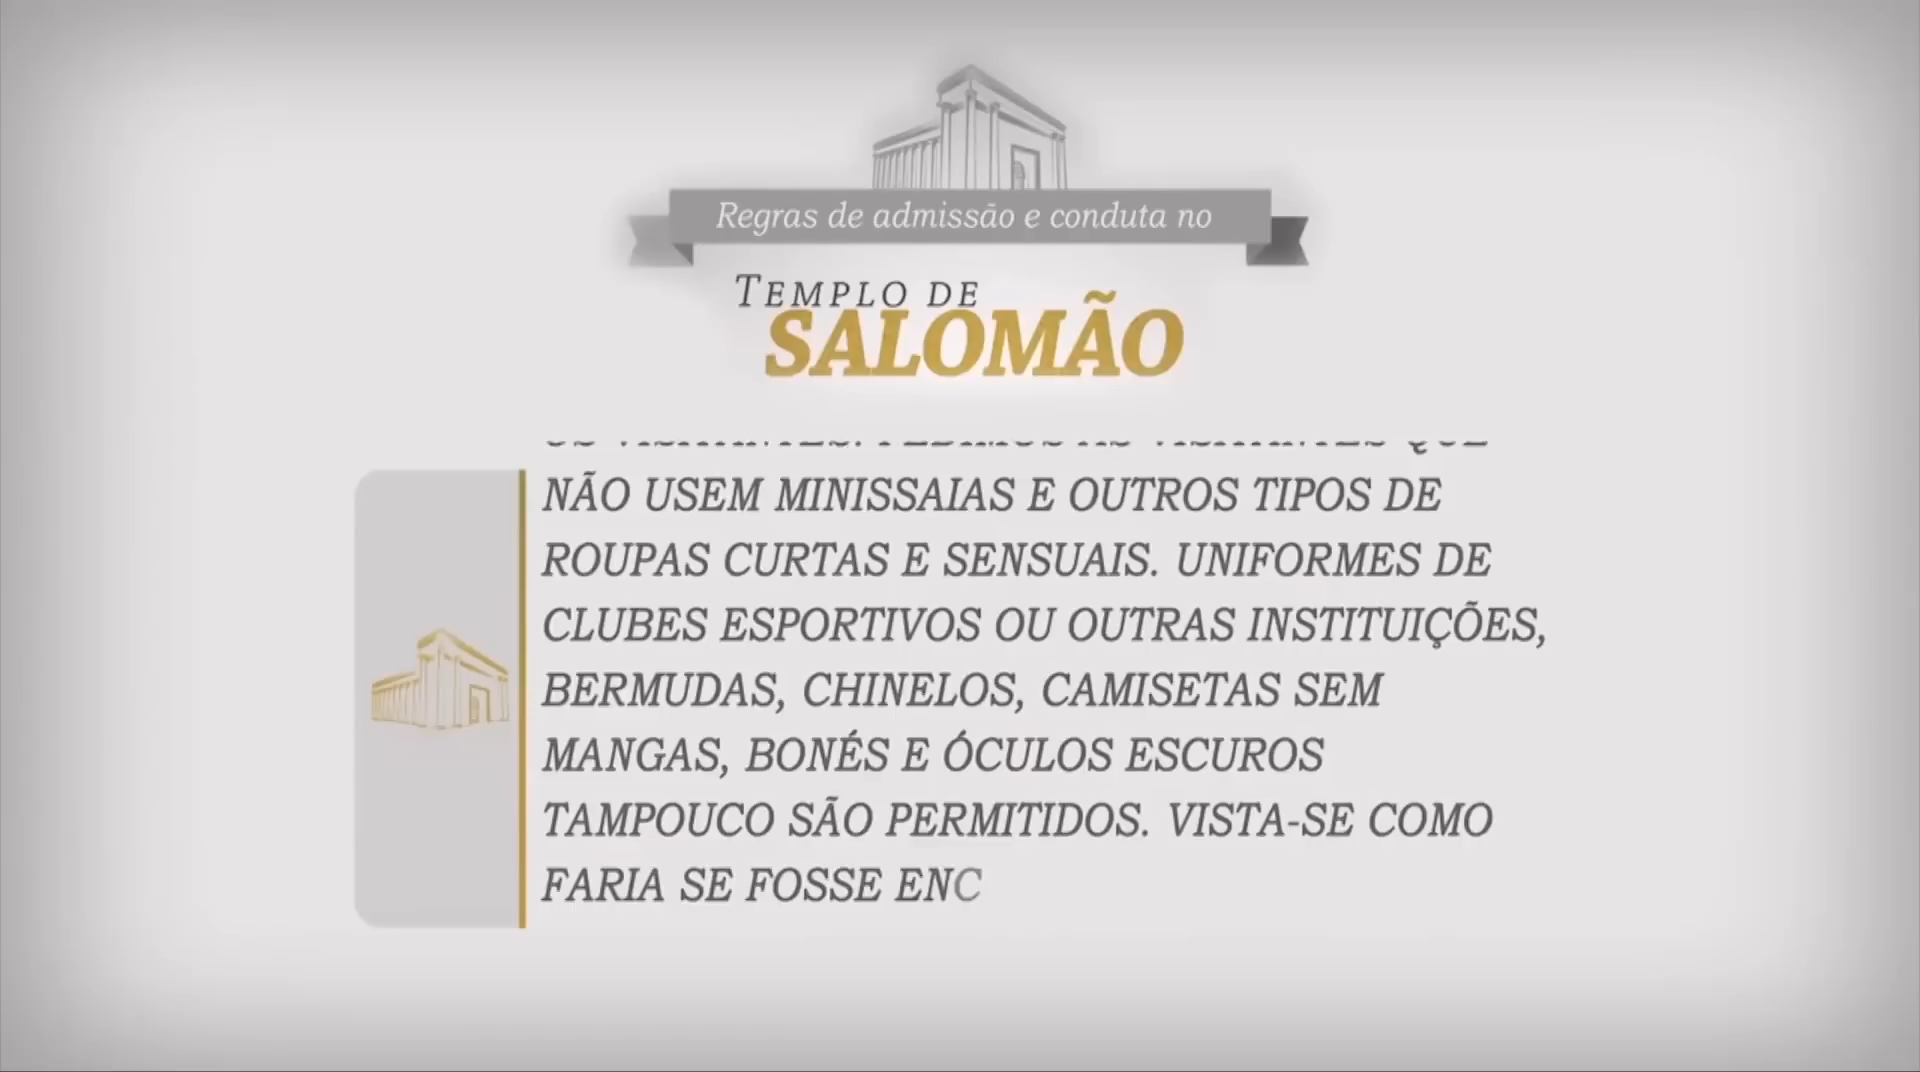 Regras de admissão e conduta no
TEMPLO DE
SALOMÃO
NÃO USEM MINISSAIAS E OUTROS TIPOS DE
ROUPAS CURTAS E SENSUAIS. UNIFORMES DE
CLUBES ESPORTIVOS OU OUTRAS INSTITUIÇÕES,
BERMUDAS, CHINELOS, CAMISETAS SEM
MANGAS, BONÉS E ÓCULOS ESCUROS
TAMPOUCO SÃO PERMITIDOS. VISTA-SE COMO
FARIA SE FOSSE ENC